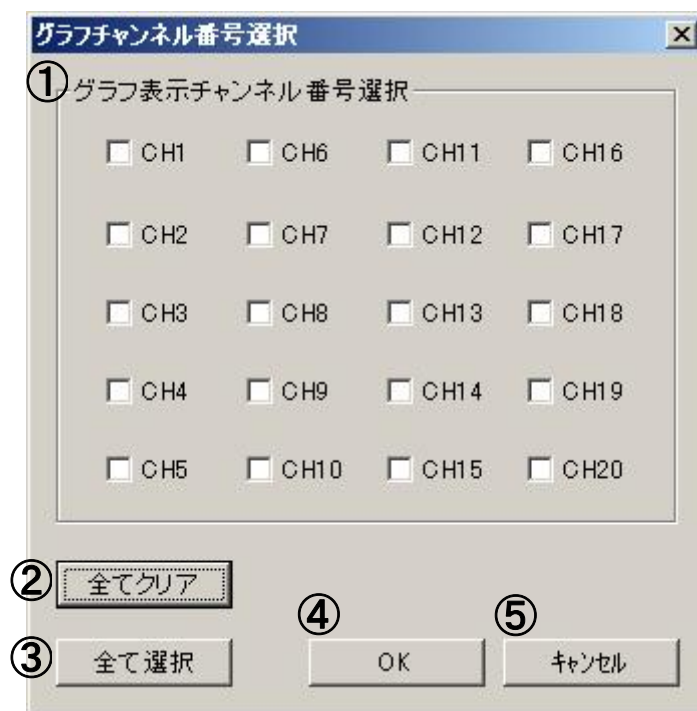 グラフチャンネル番号選択
① グラフ表示チャンネル番号選択
CH1 CH6 CH11 CH16
CH2 CH7 CH12 CH17
CH3 CH8 CH13 CH18
CH4 CH9 CH14 CH19
CH5 CH10 CH15 CH20
② 全てクリア
④ ⑤
③ 全て選択 OK ｷｬﾝｾﾙ